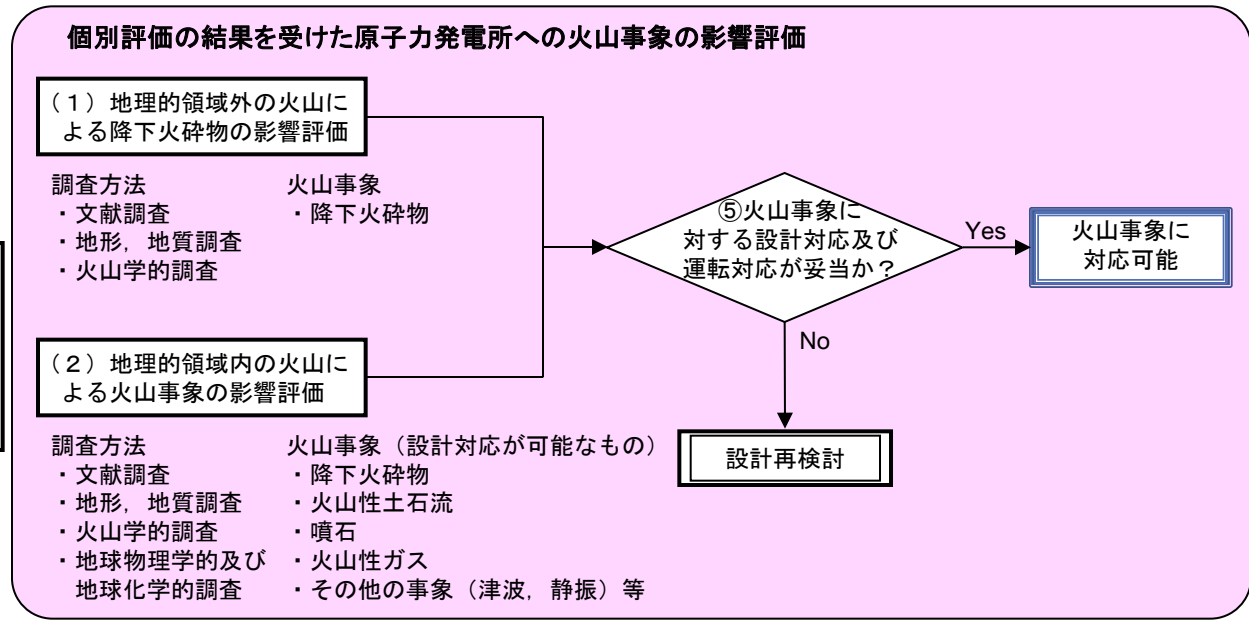 個別評価の結果を受けた原子力発電所への火山事象の影響評価
（１）地理的領域外の火山に
よる降下火砕物の影響評価
調査方法
・文献調査
・地形，地質調査
・火山学的調査
火山事象
・降下火砕物
⑤火山事象に
対する設計対応及び
運転対応が妥当か？
Yes
火山事象に
対応可能
No
設計再検討
（２）地理的領域内の火山に
よる火山事象の影響評価
調査方法
・文献調査
・地形，地質調査
・火山学的調査
・地球物理学的及び
地球化学的調査
火山事象（設計対応が可能なもの）
・降下火砕物
・火山性土石流
・噴石
・火山性ガス
・その他の事象（津波，静振）等